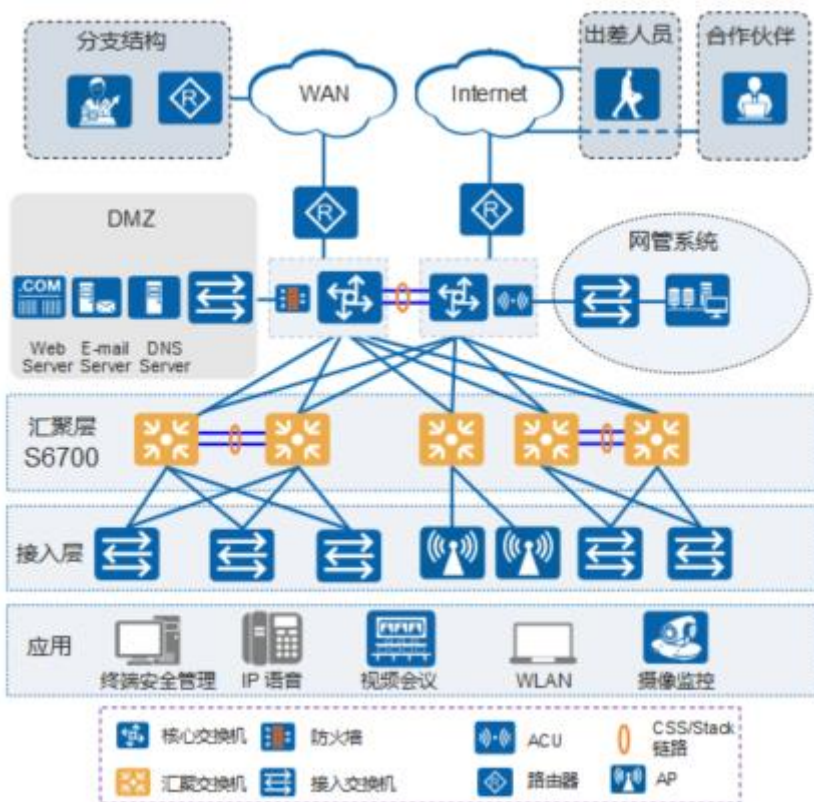 分支结构
WAN
Internet
出差人员
合作伙伴
R
R
R
DMZ
网管系统
.COM
Web
Server
E-mail
Server
DNS
Server
汇聚层
S6700
接入层
应用
终端安全管理
IP 语音
视频会议
WLAN
摄像监控
核心交换机
防火墙
ACU
CSS/Stack
链路
汇聚交换机
接入交换机
R
路由器
AP